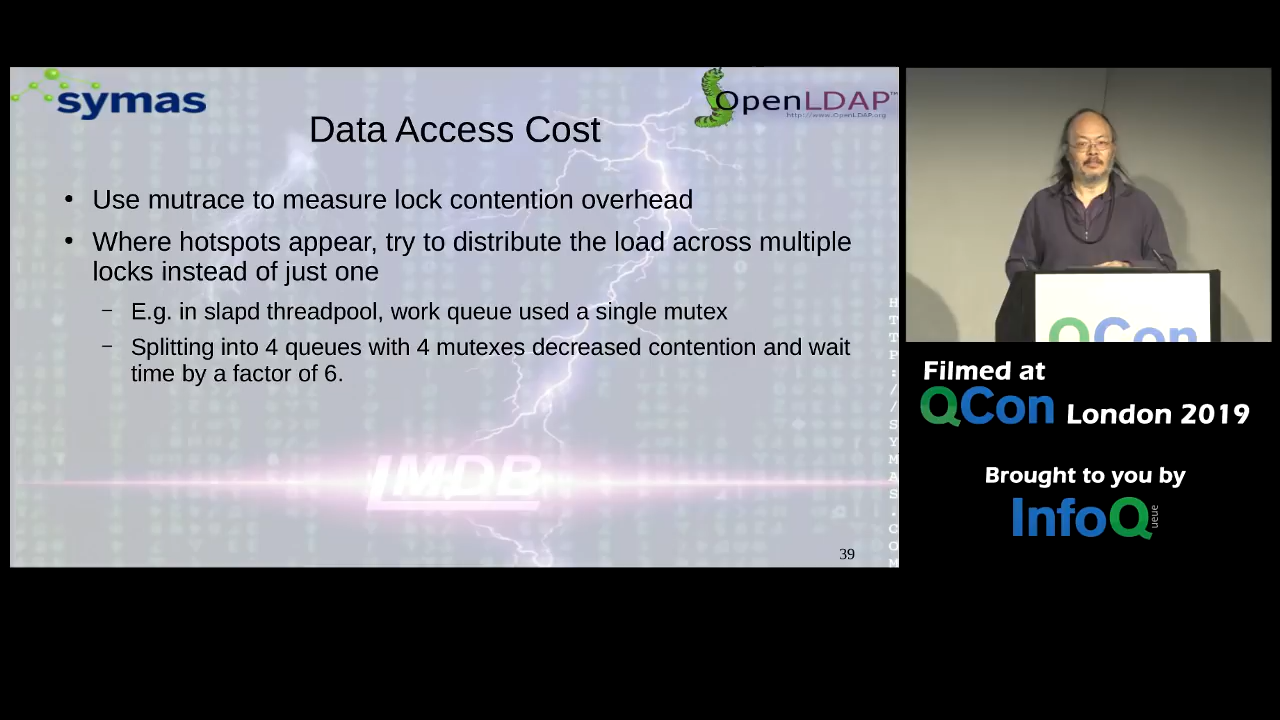 symas
OpenLDAP™
http://www.OpenLDAP.org
Data Access Cost
• Use mutrace to measure lock contention overhead
• Where hotspots appear, try to distribute the load across multiple
locks instead of just one
– E.g. in slapd threadpool, work queue used a single mutex
– Splitting into 4 queues with 4 mutexes decreased contention and wait
time by a factor of 6.
LMDB
HTTP://SYMAS.COM
39
QCon
Filmed at
QCon London 2019
Brought to you by
InfoQueue